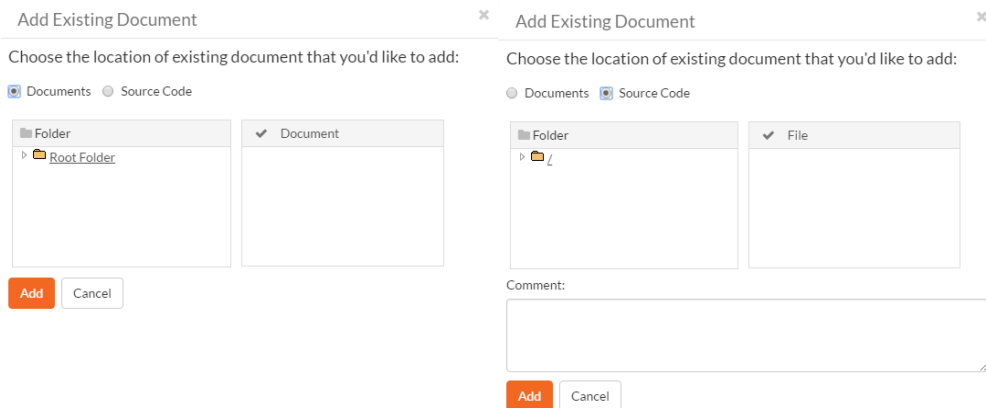 Add Existing Document
×
Choose the location of existing document that you'd like to add:
Documents Source Code
Folder
Document
Root Folder
Add Cancel
Add Existing Document
×
Choose the location of existing document that you'd like to add:
Documents Source Code
Folder
File
/
Comment:
Add Cancel